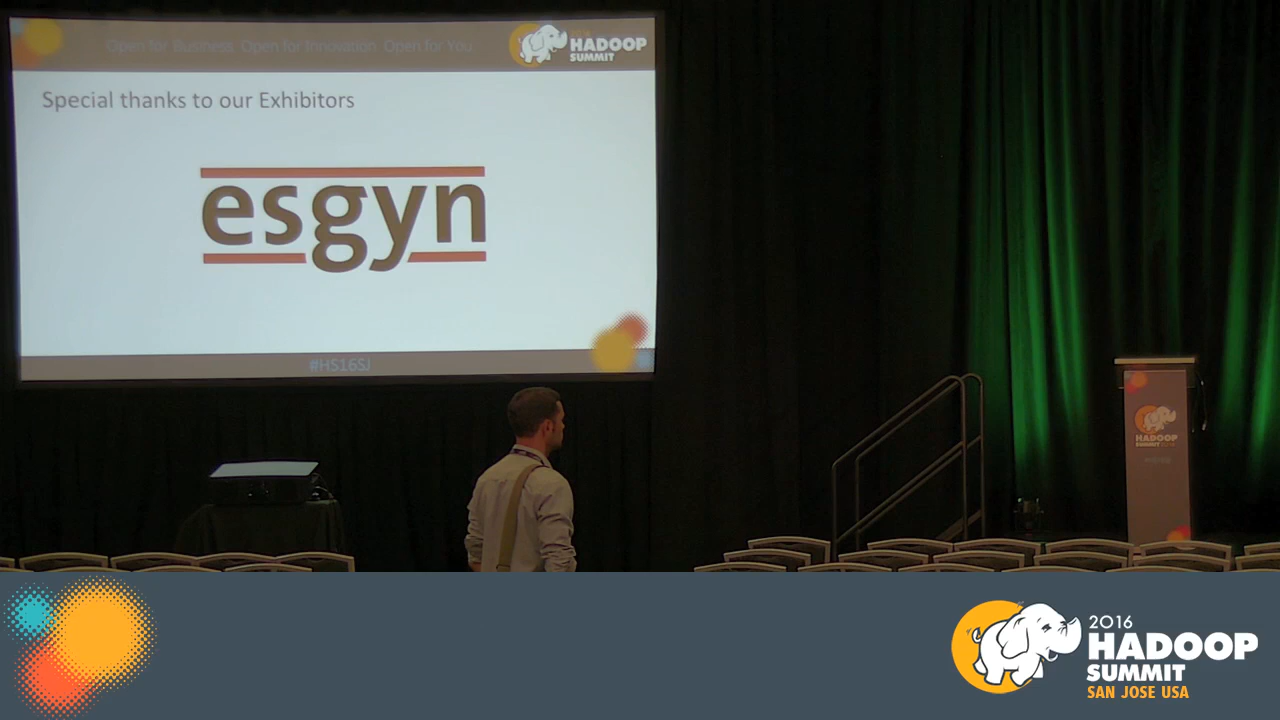 Open for Business Open for Innovation Open for You
HADOOP
SUMMIT
Special thanks to our Exhibitors
esgyn
#HS16SJ
HADOOP
SUMMIT
2016
HADOOP
SUMMIT
SAN JOSE USA